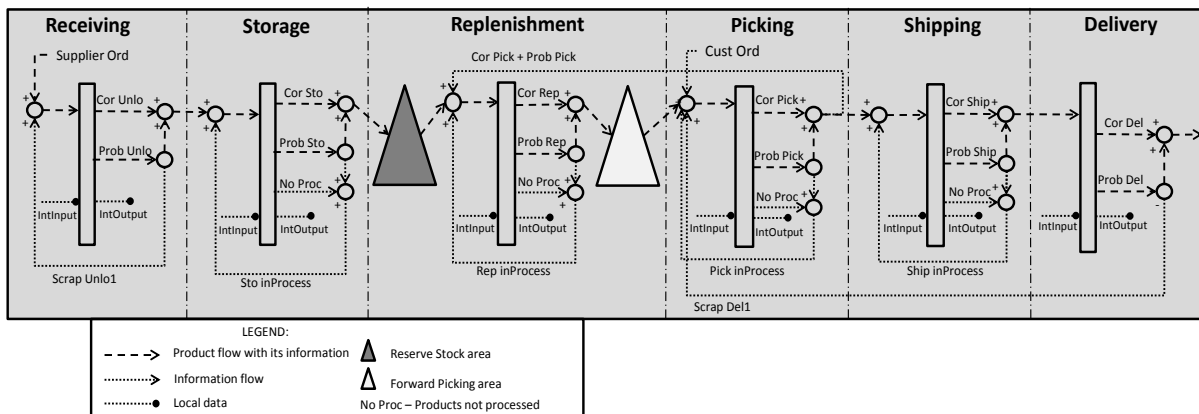 Receiving
Storage
Replenishment
Picking
Shipping
Delivery
Supplier Ord
Cor Unlo
Prob Unlo
IntInput
IntOutput
Scrap Unlo1
Cor Sto
Prob Sto
No Proc
IntInput
IntOutput
Sto inProcess
Cor Pick + Prob Pick
Cor Rep
Prob Rep
No Proc
IntInput
IntOutput
Rep inProcess
Cust Ord
Cor Pick
Prob Pick
No Proc
IntInput
IntOutput
Pick inProcess
Cor Ship
Prob Ship
No Proc
IntInput
IntOutput
Ship inProcess
Cor Del
Prob Del
IntInput
IntOutput
Scrap Del1
LEGEND:
Product flow with its information
Information flow
Local data
Reserve Stock area
Forward Picking area
No Proc – Products not processed